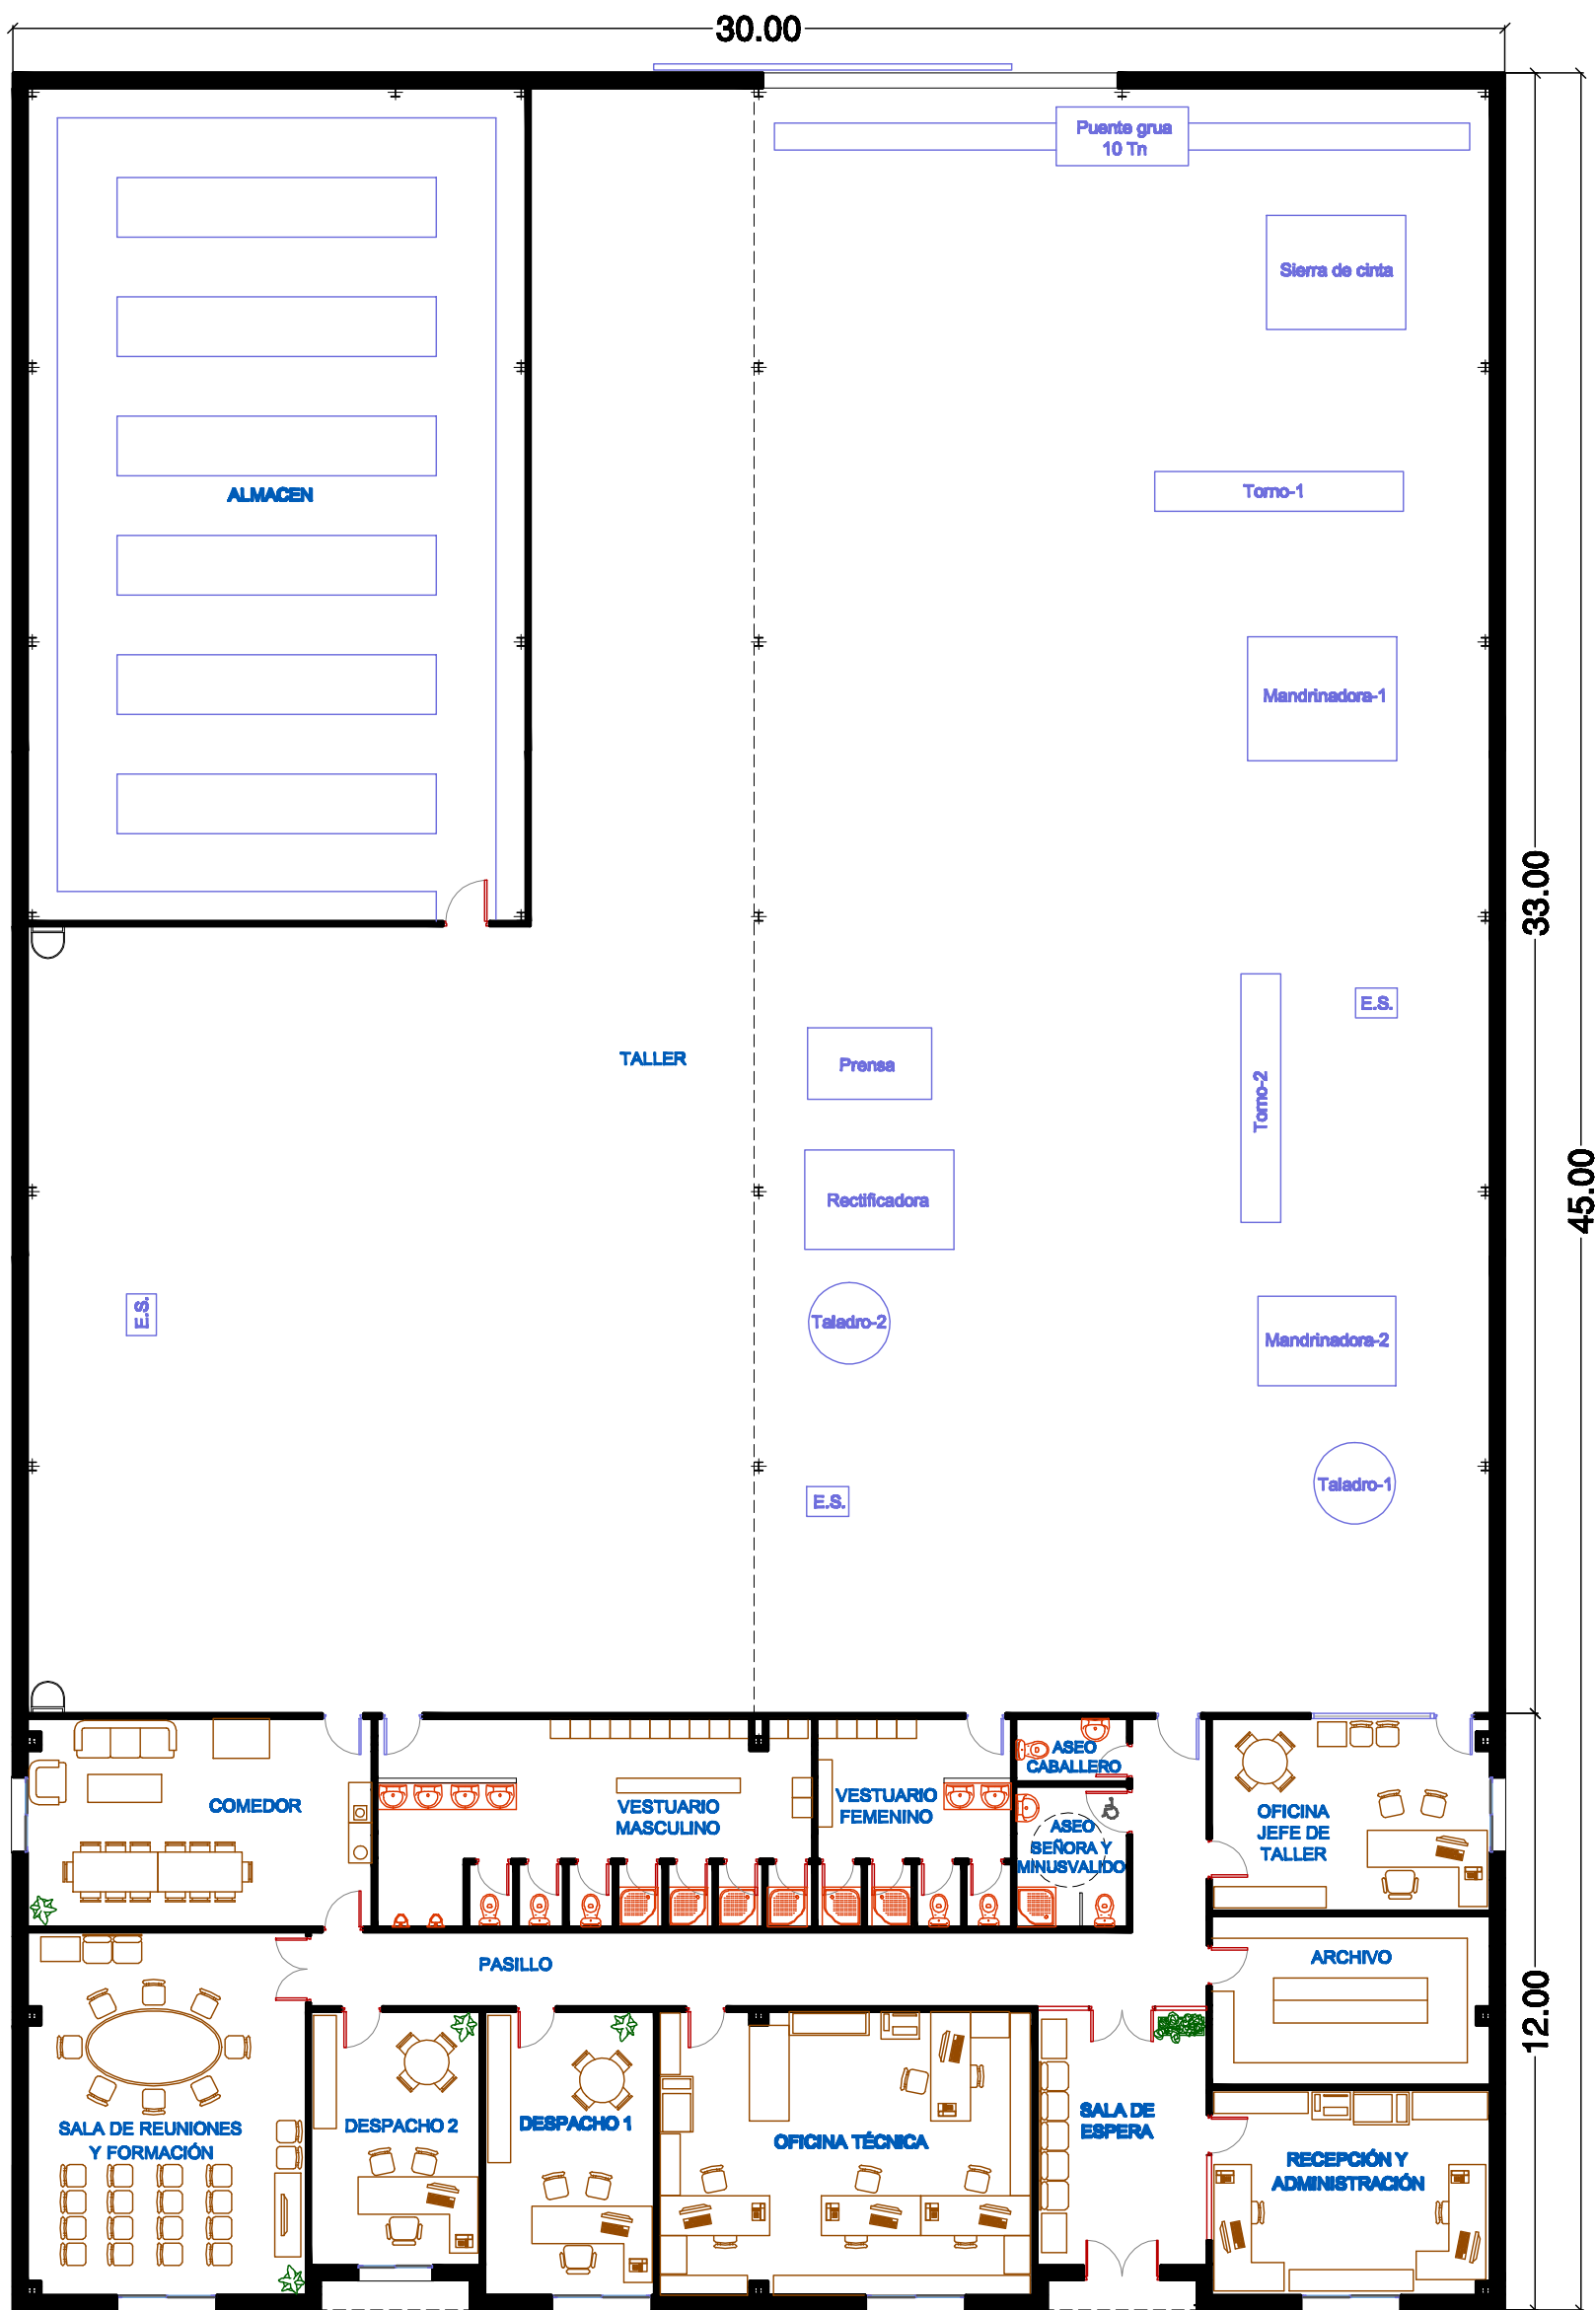 30.00
Puente grua
10 Tn
Sierra de cinta
Torno-1
ALMACEN
Mandrinadora-1
33.00
E.S.
TALLER
Prensa
Torno-2
45.00
Rectificadora
E.S.
Taladro-2
Mandrinadora-2
Taladro-1
E.S.
COMEDOR
VESTUARIO
MASCULINO
VESTUARIO
FEMENINO
ASEO
CABALLERO
ASEO
SEÑORA Y
MINUSVALIDO
OFICINA
JEFE DE
TALLER
PASILLO
ARCHIVO
12.00
SALA DE REUNIONES
Y FORMACIÓN
DESPACHO 2
DESPACHO 1
OFICINA TÉCNICA
SALA DE
ESPERA
RECEPCIÓN Y
ADMINISTRACIÓN